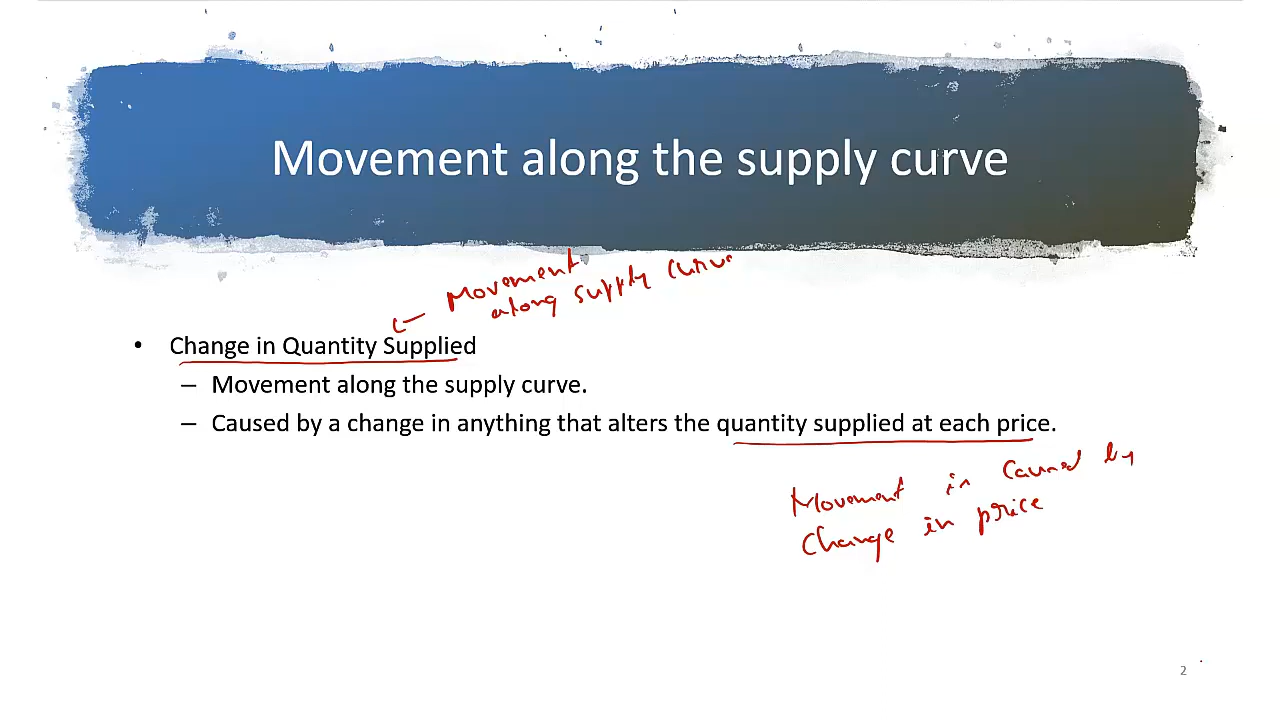 Movement along the supply curve
Movement
along supply curve
• Change in Quantity Supplied
– Movement along the supply curve.
– Caused by a change in anything that alters the quantity supplied at each price.
Movement in caused by
change in price
2